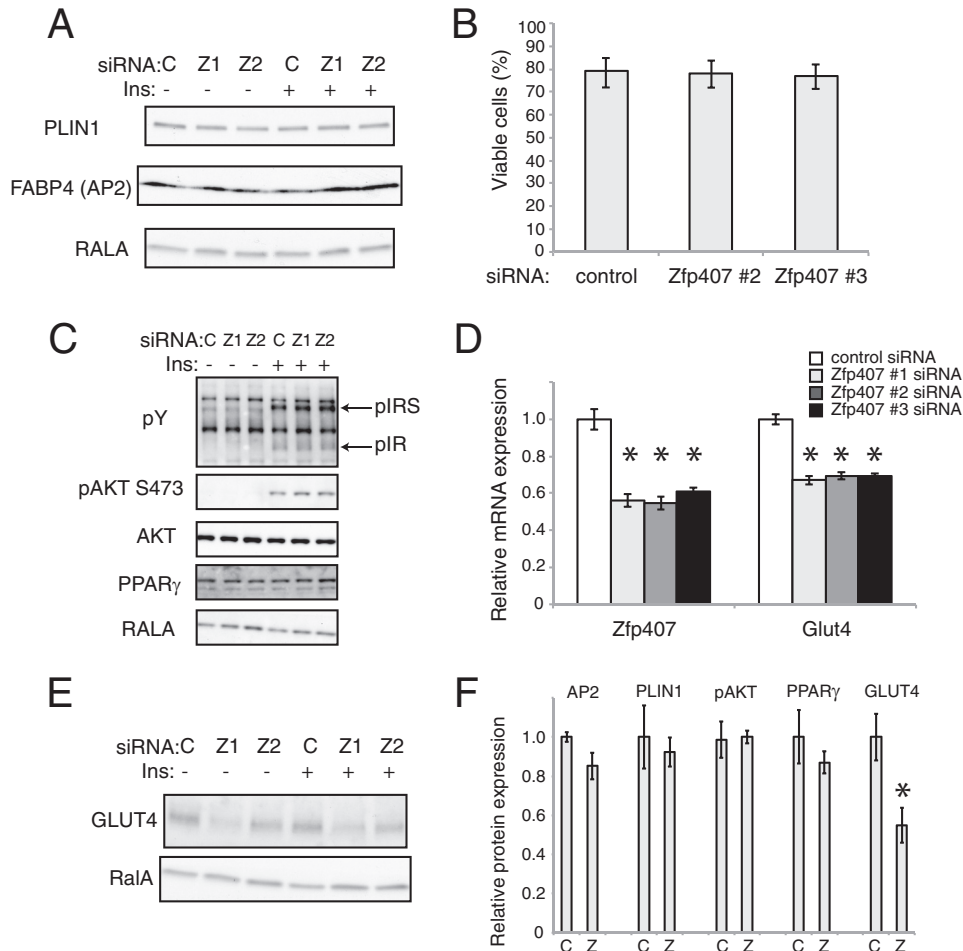 A
siRNA: C Z1 Z2 C Z1 Z2
Ins: - - - + + +
PLIN1
FABP4 (AP2)
RALA
B
Viable cells (%)
100
90
80
70
60
50
40
30
20
10
0
siRNA: control Zfp407 #2 Zfp407 #3
C
siRNA: C Z1 Z2 C Z1 Z2
Ins: - - - + + +
pY
pIRS
pIR
pAKT S473
AKT
PPARγ
RALA
D
control siRNA
Zfp407 #1 siRNA
Zfp407 #2 siRNA
Zfp407 #3 siRNA
Relative mRNA expression
1.0
0.8
0.6
0.4
0.2
0
* * * * * *
Zfp407 Glut4
E
siRNA: C Z1 Z2 C Z1 Z2
Ins: - - - + + +
GLUT4
RalA
F
AP2 PLIN1 pAKT PPARγ GLUT4
Relative protein expression
1.0
0.8
0.6
0.4
0.2
0
*
C Z C Z C Z C Z C Z